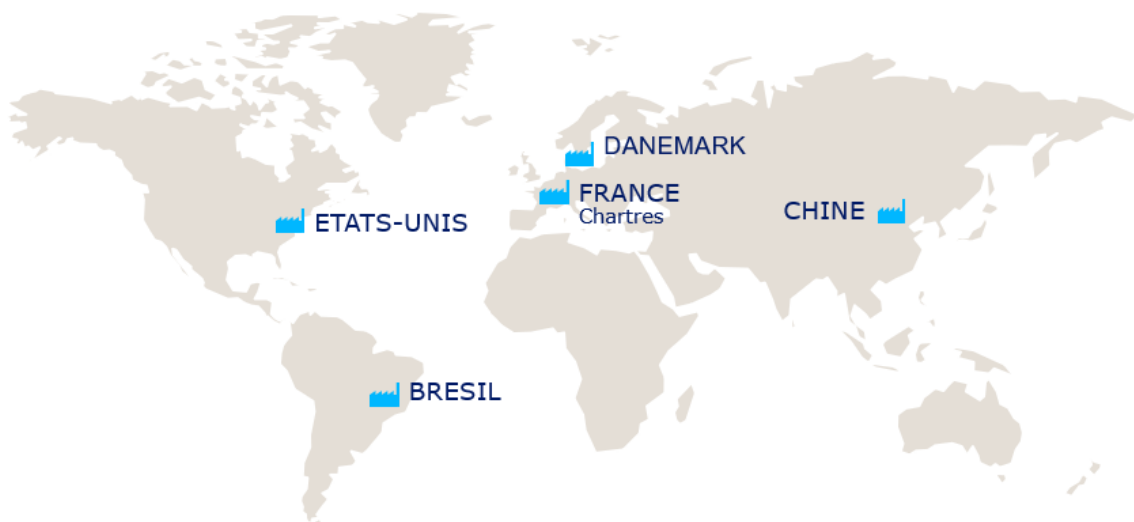 DANEMARK
FRANCE
Chartres
CHINE
ETATS-UNIS
BRESIL